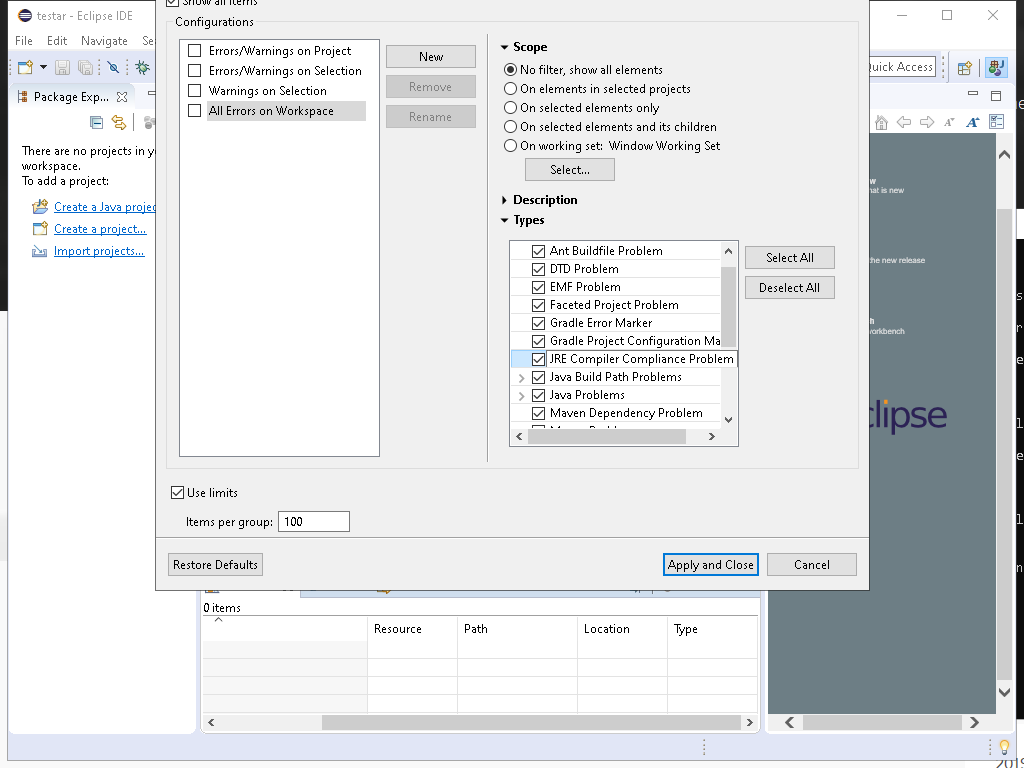 testar - Eclipse IDE
Show all items
File Edit Navigate Se
Configurations
Errors/Warnings on Project
Errors/Warnings on Selection
Warnings on Selection
All Errors on Workspace
New
Remove
Rename
Scope
No filter, show all elements
On elements in selected projects
On selected elements only
On selected elements and its children
On working set: Window Working Set
Select...
Description
Types
Ant Buildfile Problem
DTD Problem
EMF Problem
Faceted Project Problem
Gradle Error Marker
Gradle Project Configuration Ma
JRE Compiler Compliance Problem
Java Build Path Problems
Java Problems
Maven Dependency Problem
Select All
Deselect All
Use limits
Items per group: 100
Restore Defaults
Apply and Close
Cancel
Quick Access
Package Exp...
There are no projects in y
workspace.
To add a project:
Create a Java projec
Create a project...
Import projects...
w
hat is new
the new release
h
workbench
clipse
0 items
Resource Path Location Type
2019